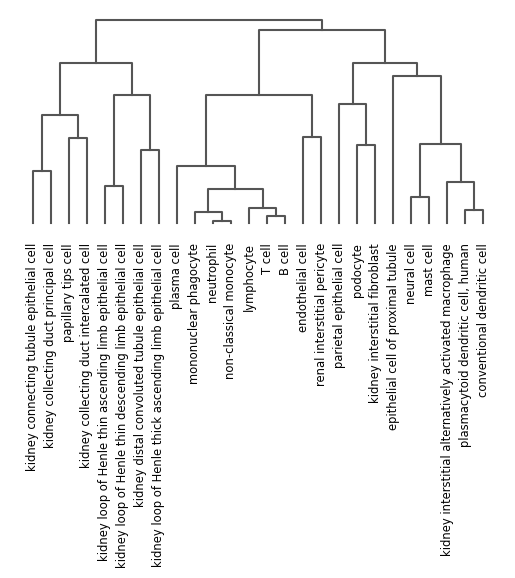 kidney connecting tubule epithelial cell
kidney collecting duct principal cell
papillary tips cell
kidney collecting duct intercalated cell
kidney loop of Henle thin ascending limb epithelial cell
kidney loop of Henle thin descending limb epithelial cell
kidney distal convoluted tubule epithelial cell
kidney loop of Henle thick ascending limb epithelial cell
plasma cell
mononuclear phagocyte
neutrophil
non-classical monocyte
lymphocyte
T cell
B cell
endothelial cell
renal interstitial pericyte
parietal epithelial cell
podocyte
kidney interstitial fibroblast
epithelial cell of proximal tubule
neural cell
mast cell
kidney interstitial alternatively activated macrophage
plasmacytoid dendritic cell, human
conventional dendritic cell